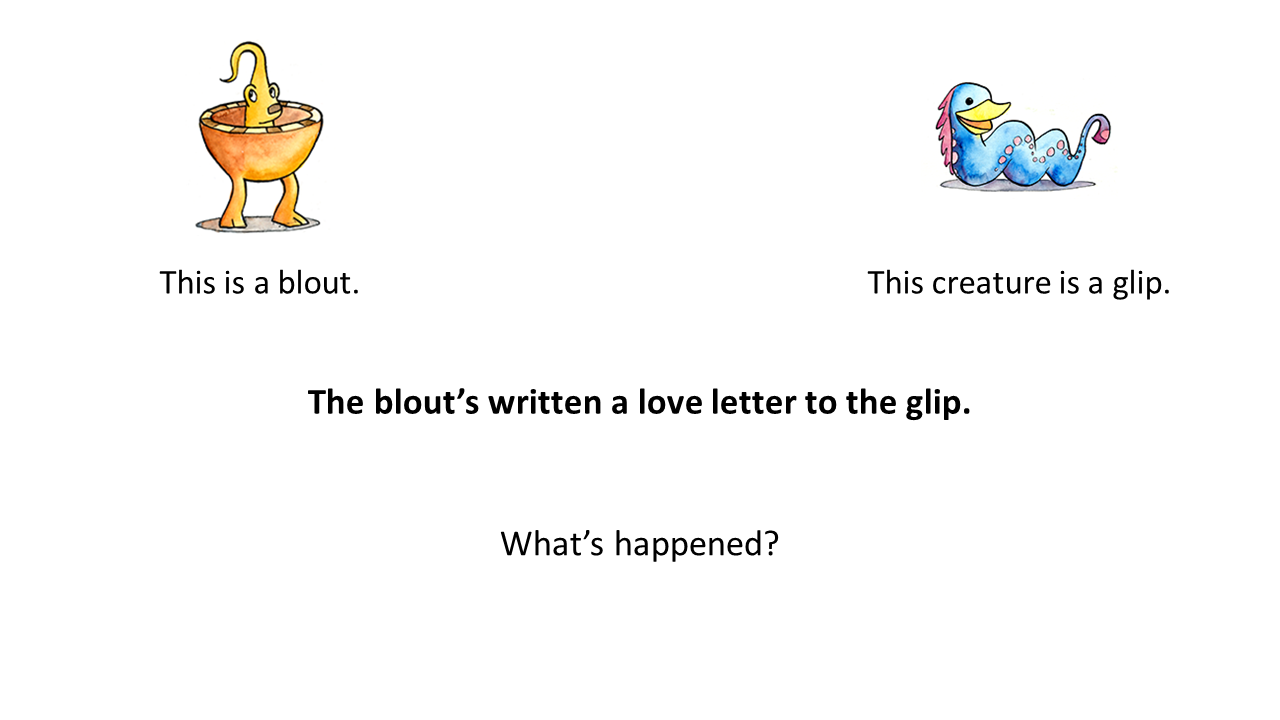 This is a blout.
This creature is a glip.
The blout’s written a love letter to the glip.
What’s happened?